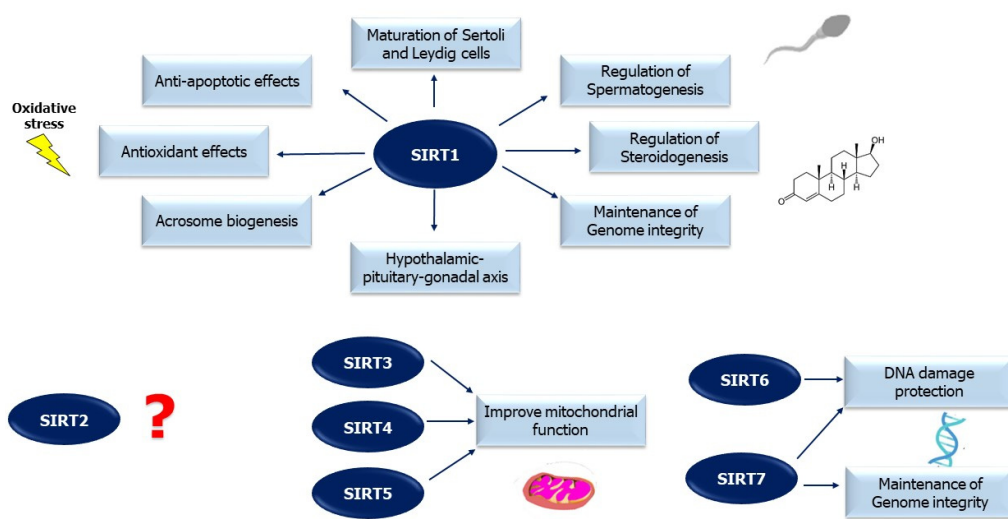 Maturation of Sertoli
and Leydig cells
Anti-apoptotic effects
Regulation of
Spermatogenesis
Oxidative
stress
Antioxidant effects
SIRT1
Regulation of
Steroidogenesis
OH
H
H
H
O
Acrosome biogenesis
Maintenance of
Genome integrity
Hypothalamic-
pituitary-gonadal axis
SIRT3
SIRT6
DNA damage
protection
SIRT2
?
SIRT4
Improve mitochondrial
function
SIRT5
SIRT7
Maintenance of
Genome integrity